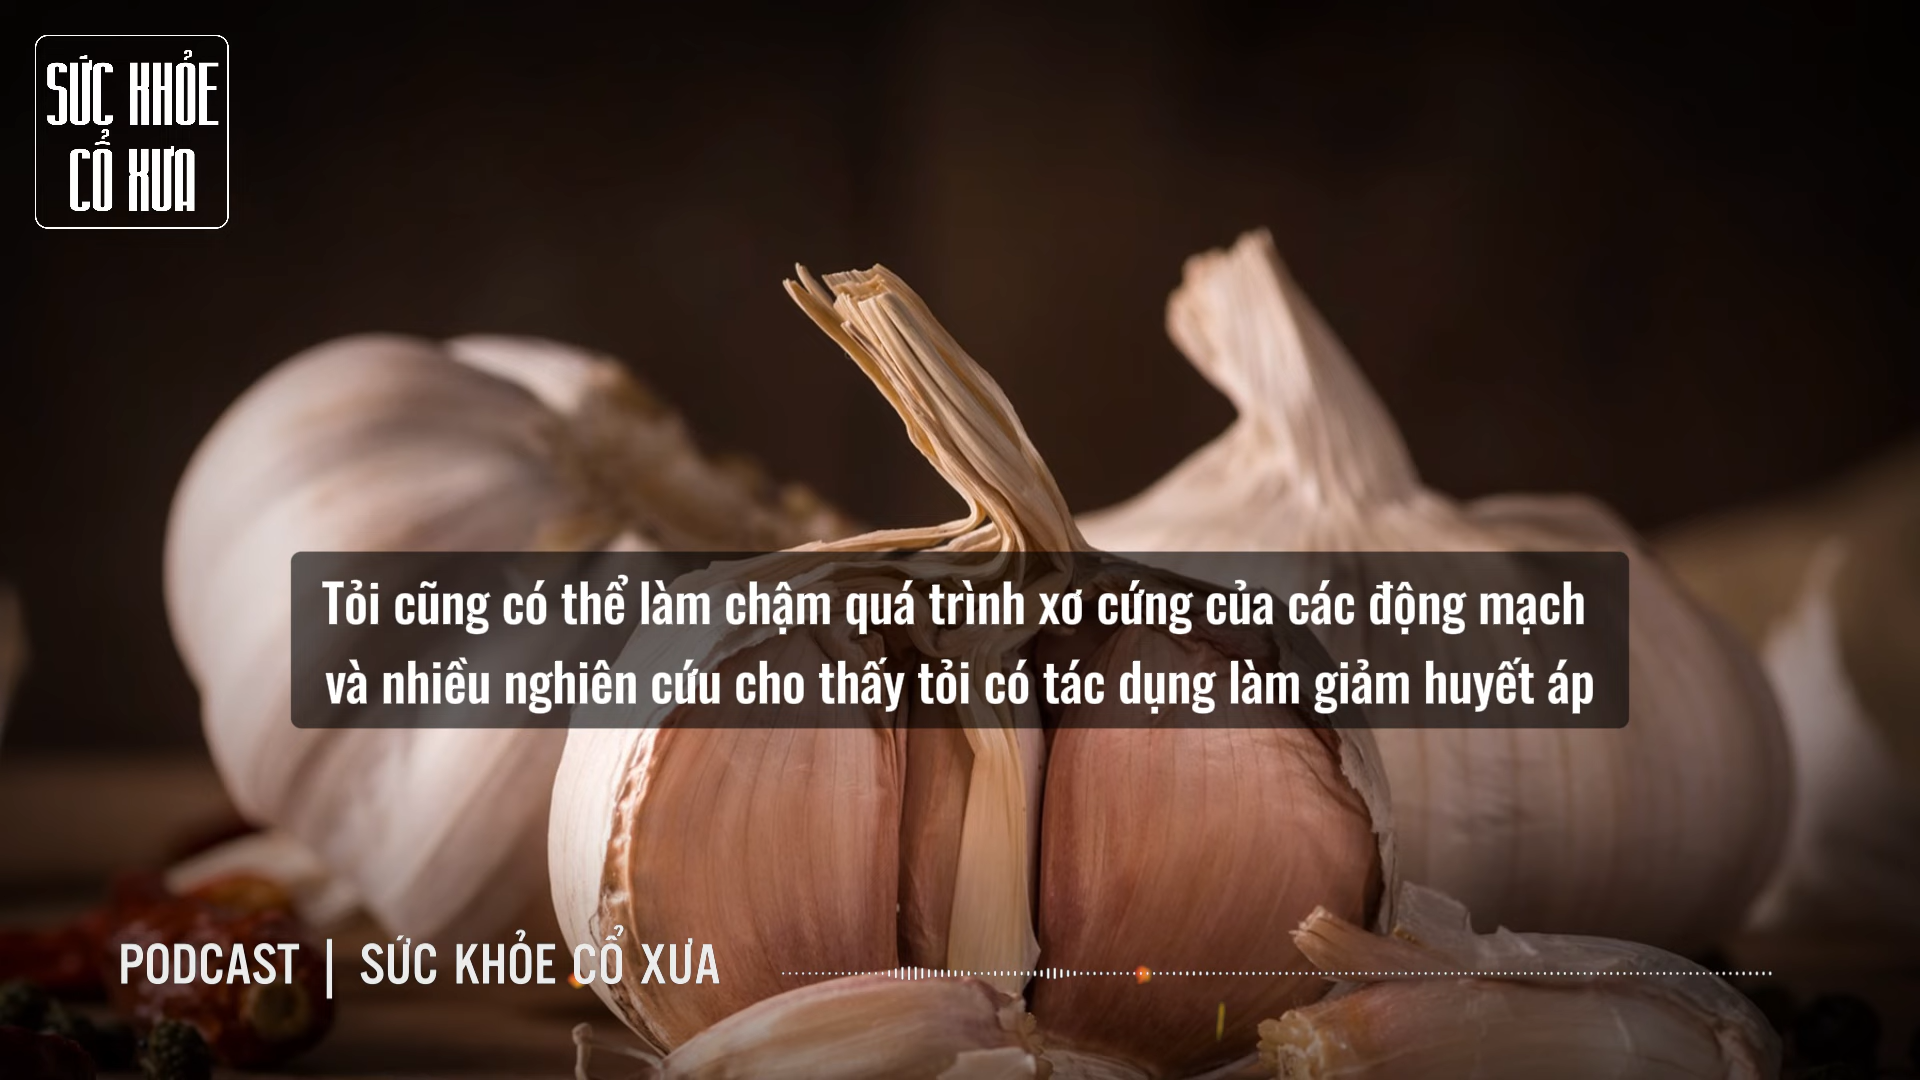 SỨC KHỎE
CỔ XƯA
Tỏi cũng có thể làm chậm quá trình xơ cứng của các động mạch
và nhiều nghiên cứu cho thấy tỏi có tác dụng làm giảm huyết áp
PODCAST | SỨC KHỎE CỔ XƯA